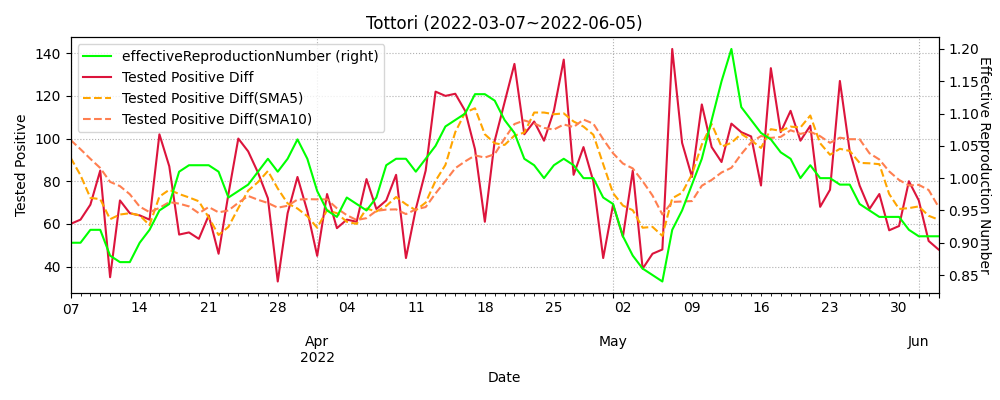 Tottori (2022-03-07~2022-06-05)
effectiveReproductionNumber (right)
Tested Positive Diff
Tested Positive Diff(SMA5)
Tested Positive Diff(SMA10)
Tested Positive
140
120
100
80
60
40
1.20
1.15
1.10
1.05
1.00
0.95
0.90
0.85
Effective Reproduction Number
07 14 21 28 04 11 18 25 02 09 16 23 30
Apr May Jun
2022
Date